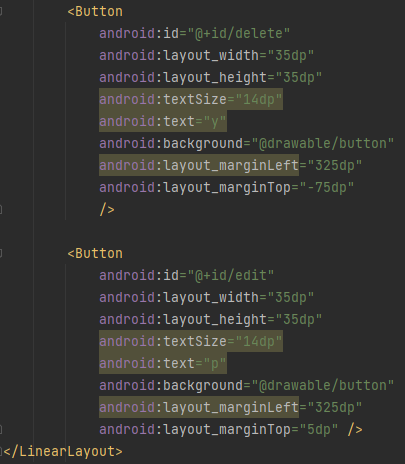 <Button
android:id="@+id/delete"
android:layout_width="35dp"
android:layout_height="35dp"
android:textSize="14dp"
android:text="y"
android:background="@drawable/button"
android:layout_marginLeft="325dp"
android:layout_marginTop="-75dp"
/>
<Button
android:id="@+id/edit"
android:layout_width="35dp"
android:layout_height="35dp"
android:textSize="14dp"
android:text="p"
android:background="@drawable/button"
android:layout_marginLeft="325dp"
android:layout_marginTop="5dp" />
</LinearLayout>